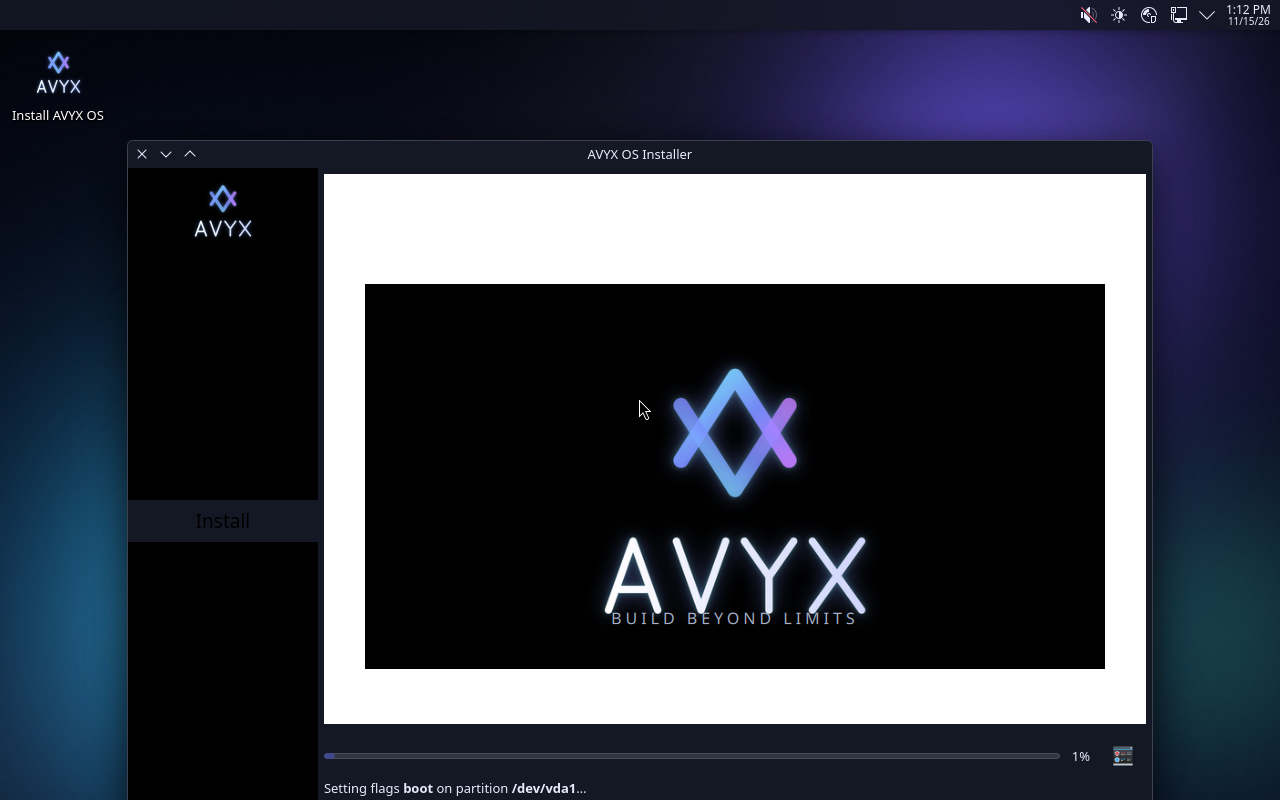 1:12 PM
11/15/26
AVYX
Install AVYX OS
AVYX OS Installer
AVYX
Install
AVYX
BUILD BEYOND LIMITS
1%
Setting flags boot on partition /dev/vda1...